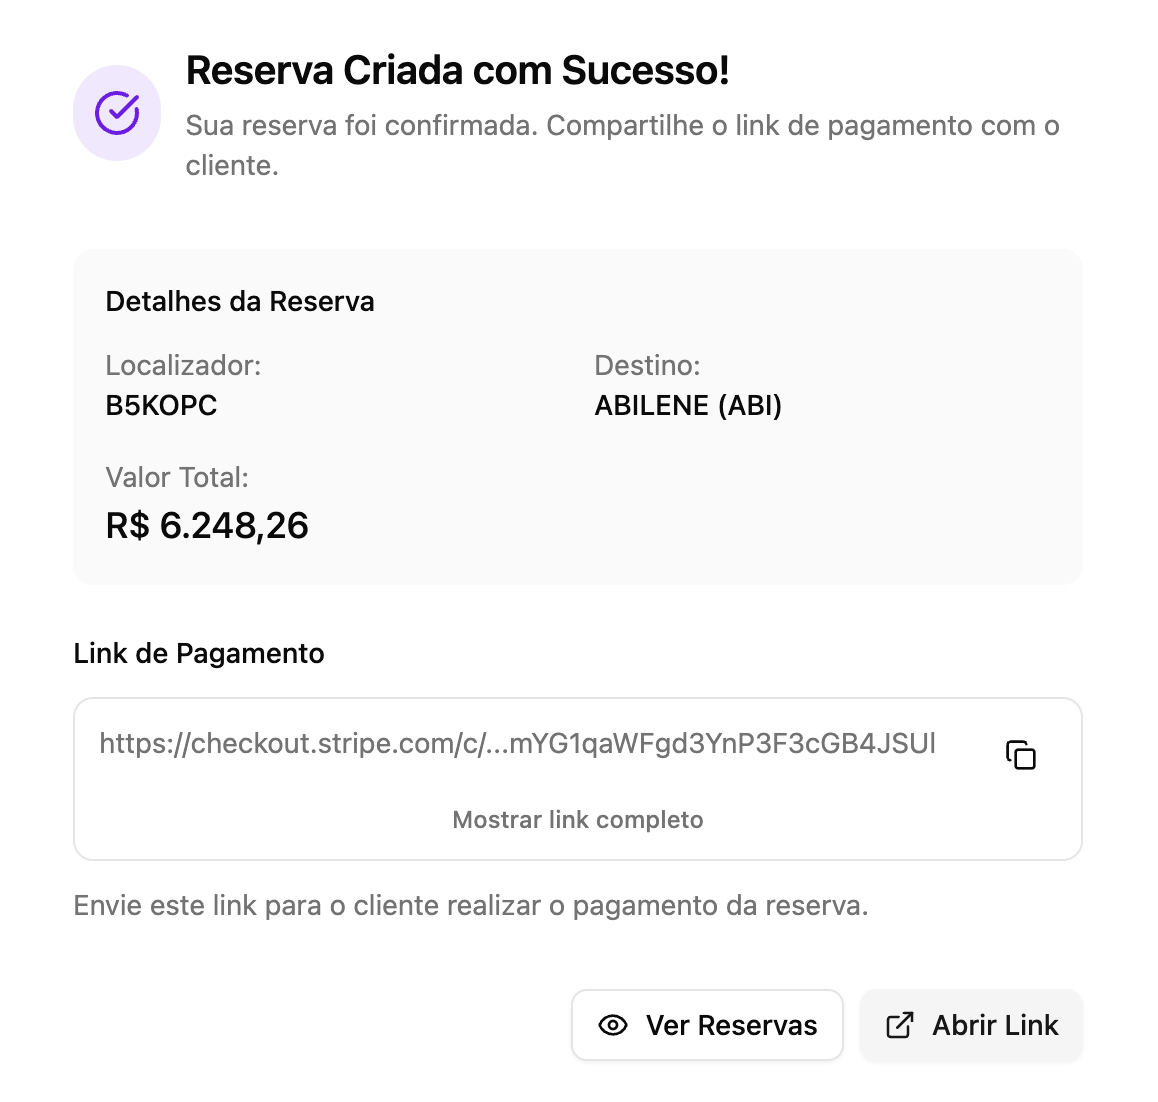 Reserva Criada com Sucesso!
Sua reserva foi confirmada. Compartilhe o link de pagamento com o
cliente.
Detalhes da Reserva
Localizador:
B5KOPC
Destino:
ABILENE (ABI)
Valor Total:
R$ 6.248,26
Link de Pagamento
https://checkout.stripe.com/c/...mYG1qaWFgd3YnP3F3cGB4JSUl
Mostrar link completo
Envie este link para o cliente realizar o pagamento da reserva.
Ver Reservas
Abrir Link